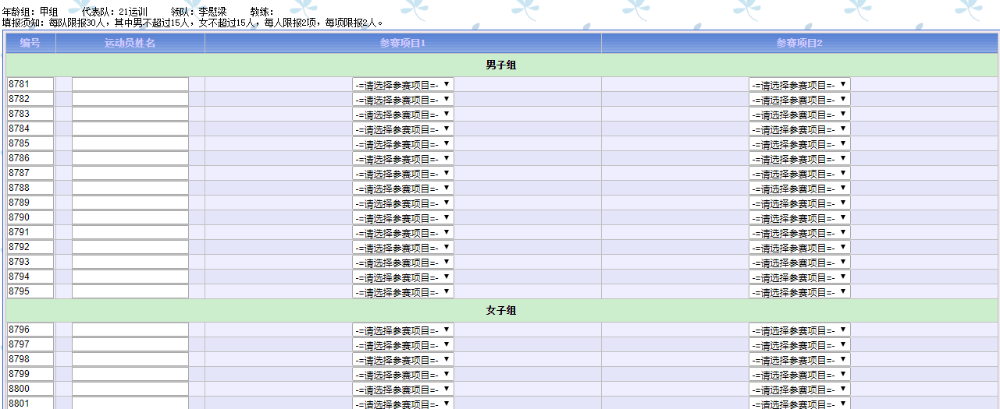 年龄组：甲组 代表队：21运训 领队：李慰梁 教练：
填报须知：每队限报30人，其中男不超过15人，女不超过15人，每人限报2项，每项限报2人。
编号 运动员姓名 参赛项目1 参赛项目2
男子组
8781 -=请选择参赛项目=- -=请选择参赛项目=-
8782 -=请选择参赛项目=- -=请选择参赛项目=-
8783 -=请选择参赛项目=- -=请选择参赛项目=-
8784 -=请选择参赛项目=- -=请选择参赛项目=-
8785 -=请选择参赛项目=- -=请选择参赛项目=-
8786 -=请选择参赛项目=- -=请选择参赛项目=-
8787 -=请选择参赛项目=- -=请选择参赛项目=-
8788 -=请选择参赛项目=- -=请选择参赛项目=-
8789 -=请选择参赛项目=- -=请选择参赛项目=-
8790 -=请选择参赛项目=- -=请选择参赛项目=-
8791 -=请选择参赛项目=- -=请选择参赛项目=-
8792 -=请选择参赛项目=- -=请选择参赛项目=-
8793 -=请选择参赛项目=- -=请选择参赛项目=-
8794 -=请选择参赛项目=- -=请选择参赛项目=-
8795 -=请选择参赛项目=- -=请选择参赛项目=-
女子组
8796 -=请选择参赛项目=- -=请选择参赛项目=-
8797 -=请选择参赛项目=- -=请选择参赛项目=-
8798 -=请选择参赛项目=- -=请选择参赛项目=-
8799 -=请选择参赛项目=- -=请选择参赛项目=-
8800 -=请选择参赛项目=- -=请选择参赛项目=-
8801 -=请选择参赛项目=- -=请选择参赛项目=-